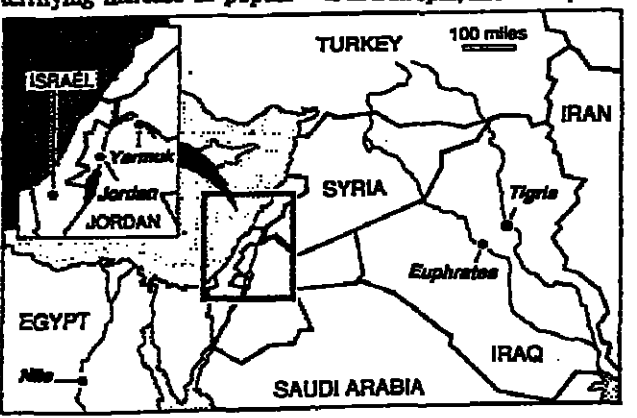 TURKEY
100 miles
ISRAEL
IRAN
Yarmuk
Jordan
JORDAN
SYRIA
Tigris
Euphrates
EGYPT
IRAQ
Nile
SAUDI ARABIA